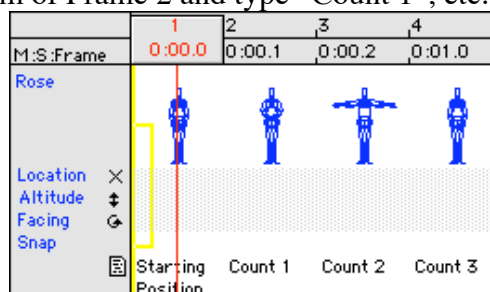 n of Frame 2 and type "Count 1", etc.
1 2 3 4
M:S:Frame 0:00.0 0:00.1 0:00.2 0:01.0
Rose
Location
Altitude
Facing
Snap
Starting Count 1 Count 2 Count 3
Position